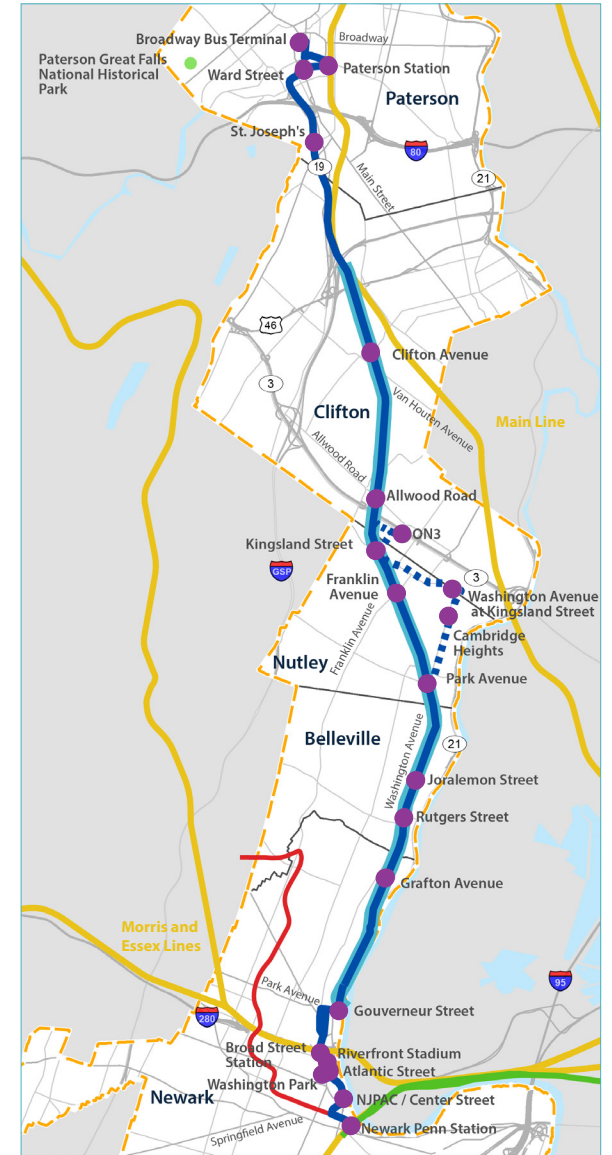 Broadway Bus Terminal
Broadway
Paterson Great Falls
National Historical
Park
Ward Street
Paterson Station
Paterson
St. Joseph's
80
19
Main Street
21
46
Clifton Avenue
3
Van Houten Avenue
Clifton
Main Line
Allwood Road
Allwood Road
ON3
Kingsland Street
GSP
3
Franklin
Avenue
Washington Avenue
at Kingsland Street
Franklin Avenue
Cambridge
Heights
Nutley
Park Avenue
Belleville
Washington Avenue
21
Joralemon Street
Rutgers Street
Grafton Avenue
Morris and
Essex Lines
95
Park Avenue
Gouverneur Street
280
Broad Street
Station
Riverfront Stadium
Atlantic Street
Washington Park
Newark
NJPAC / Center Street
Springfield Avenue
Newark Penn Station